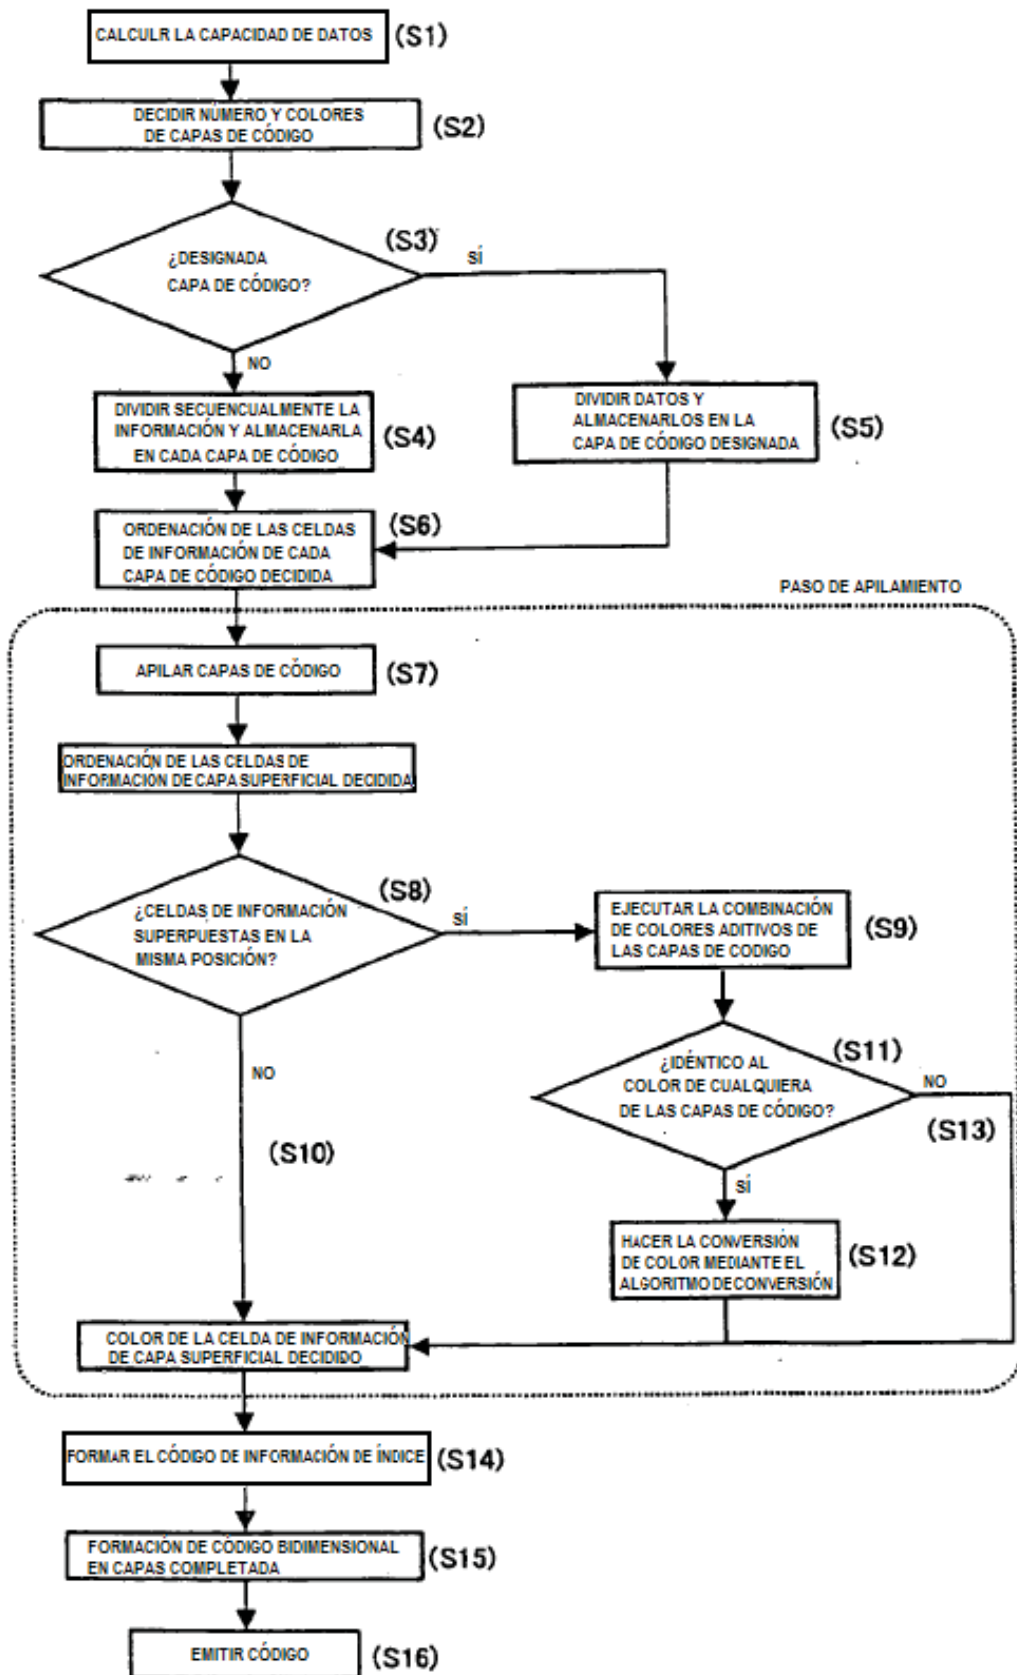 CALCULR LA CAPACIDAD DE DATOS
(S1)
DECIDIR NÚMERO Y COLORES
DE CAPAS DE CÓDIGO
(S2)
(S3)
¿DESIGNADA
CAPA DE CÓDIGO?
SÍ
NO
DIVIDIR SECUENCUALMENTE LA
INFORMACIÓN Y ALMACENARLA
EN CADA CAPA DE CÓDIGO
(S4)
DIVIDIR DATOS Y
ALMACENARLOS EN LA
CAPA DE CÓDIGO DESIGNADA
(S5)
ORDENACIÓN DE LAS CELDAS
DE INFORMACIÓN DE CADA
CAPA DE CÓDIGO DECIDIDA
(S6)
PASO DE APILAMIENTO
APILAR CAPAS DE CÓDIGO
(S7)
ORDENACIÓN DE LAS CELDAS DE
INFORMACIÓN DE CAPA SUPERFICIAL DECIDIDA
(S8)
¿CELDAS DE INFORMACIÓN
SUPERPUESTAS EN LA
MISMA POSICIÓN?
SÍ
EJECUTAR LA COMBINACIÓN
DE COLORES ADITIVOS DE
LAS CAPAS DE CODIGO
(S9)
NO
(S10)
(S11)
¿IDÉNTICO AL
COLOR DE CUALQUIERA
DE LAS CAPAS DE CÓDIGO?
NO
(S13)
SÍ
HACER LA CONVERSIÓN
DE COLOR MEDIANTE EL
ALGORITMO DE CONVERSIÓN
(S12)
COLOR DE LA CELDA DE INFORMACIÓN
DE CAPA SUPERFICIAL DECIDIDO
FORMAR EL CÓDIGO DE INFORMACIÓN DE ÍNDICE
(S14)
FORMACIÓN DE CÓDIGO BIDIMENSIONAL
EN CAPAS COMPLETADA
(S15)
EMITIR CÓDIGO
(S16)